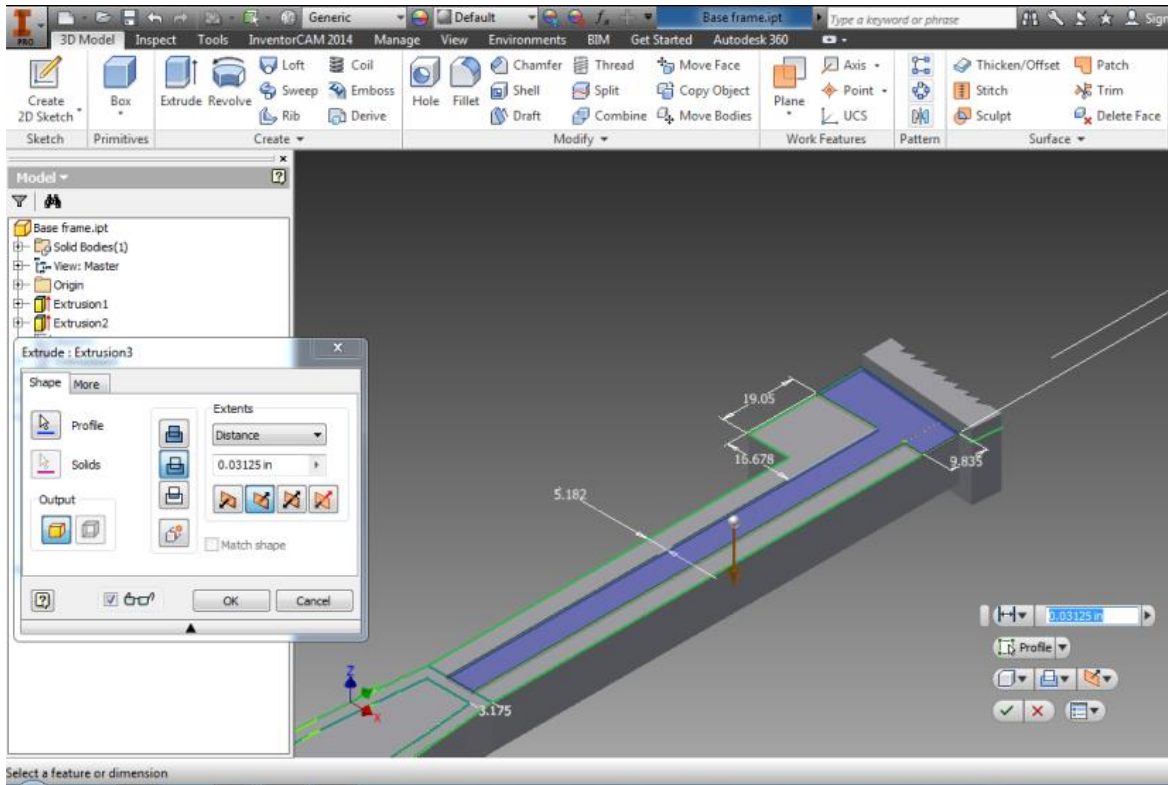 PRO
Generic
Default
Base frame.ipt
Type a keyword or phrase
Sign
3D Model Inspect Tools InventorCAM 2014 Manage View Environments BIM Get Started Autodesk 360
Create
2D Sketch
Box
Extrude Revolve
Loft
Sweep
Rib
Coil
Emboss
Derive
Hole Fillet
Chamfer
Shell
Draft
Thread
Split
Combine
Move Face
Copy Object
Move Bodies
Plane
Axis
Point
UCS
Thicken/Offset
Stitch
Sculpt
Patch
Trim
Delete Face
Sketch Primitives Create Modify Work Features Pattern Surface
Model
Base frame.ipt
Solid Bodies(1)
View: Master
Origin
Extrusion1
Extrusion2
Extrude : Extrusion3
Shape More
Profile
Solids
Output
Extents
Distance
0.03125 in
Match shape
OK Cancel
19.05
16.678
9.835
5.182
3.175
Z
X
0.03125 in
Profile
Select a feature or dimension